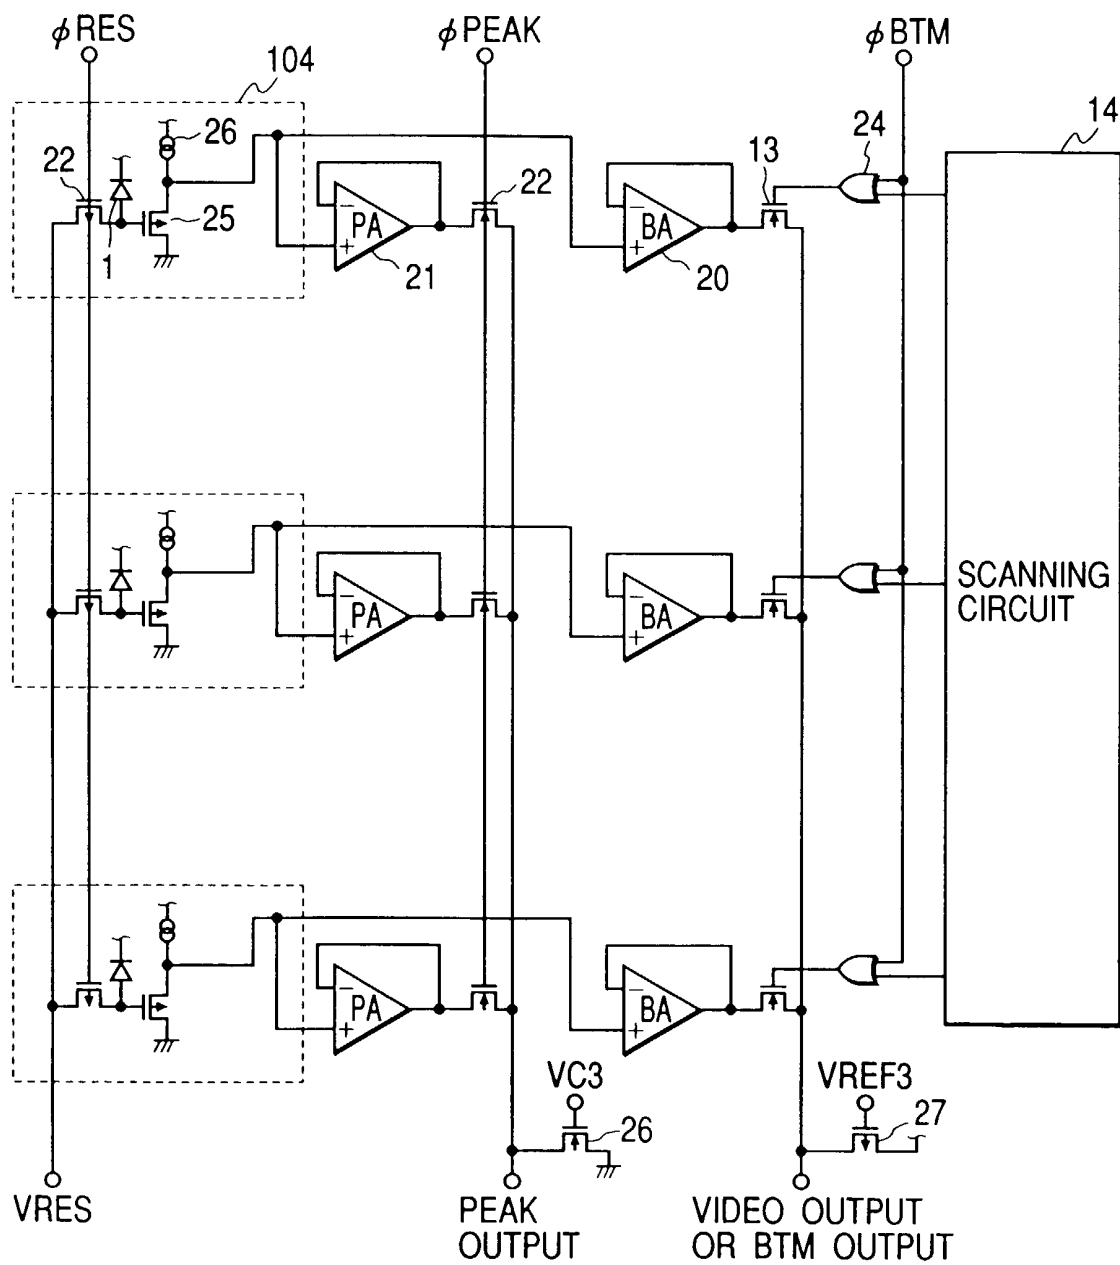 φRES
φPEAK
φBTM
104
26
22
1
25
PA
21
22
BA
20
13
24
14
PA
BA
SCANNING
CIRCUIT
PA
BA
VC3
26
VREF3
27
VRES
PEAK
OUTPUT
VIDEO OUTPUT
OR BTM OUTPUT